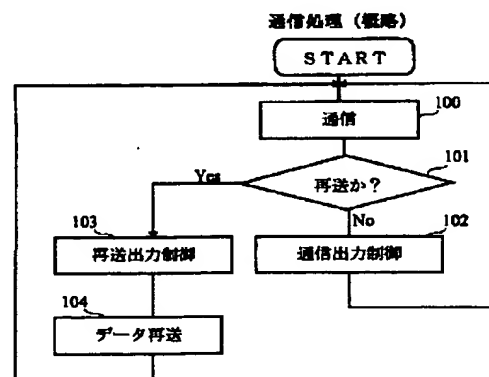 通信処理（概略）
START
100
通信
101
再送か？
Yes
No
103
再送出力制御
102
通信出力制御
104
データ再送